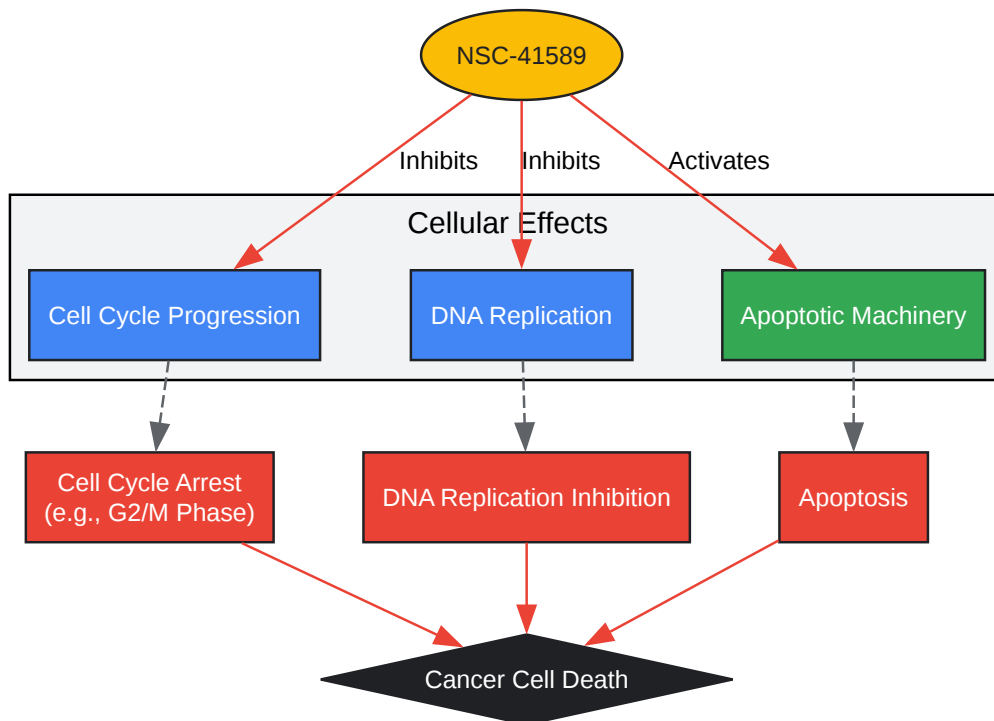 NSC-41589
Inhibits
Inhibits
Activates
Cellular Effects
Cell Cycle Progression
DNA Replication
Apoptotic Machinery
Cell Cycle Arrest
(e.g., G2/M Phase)
DNA Replication Inhibition
Apoptosis
Cancer Cell Death